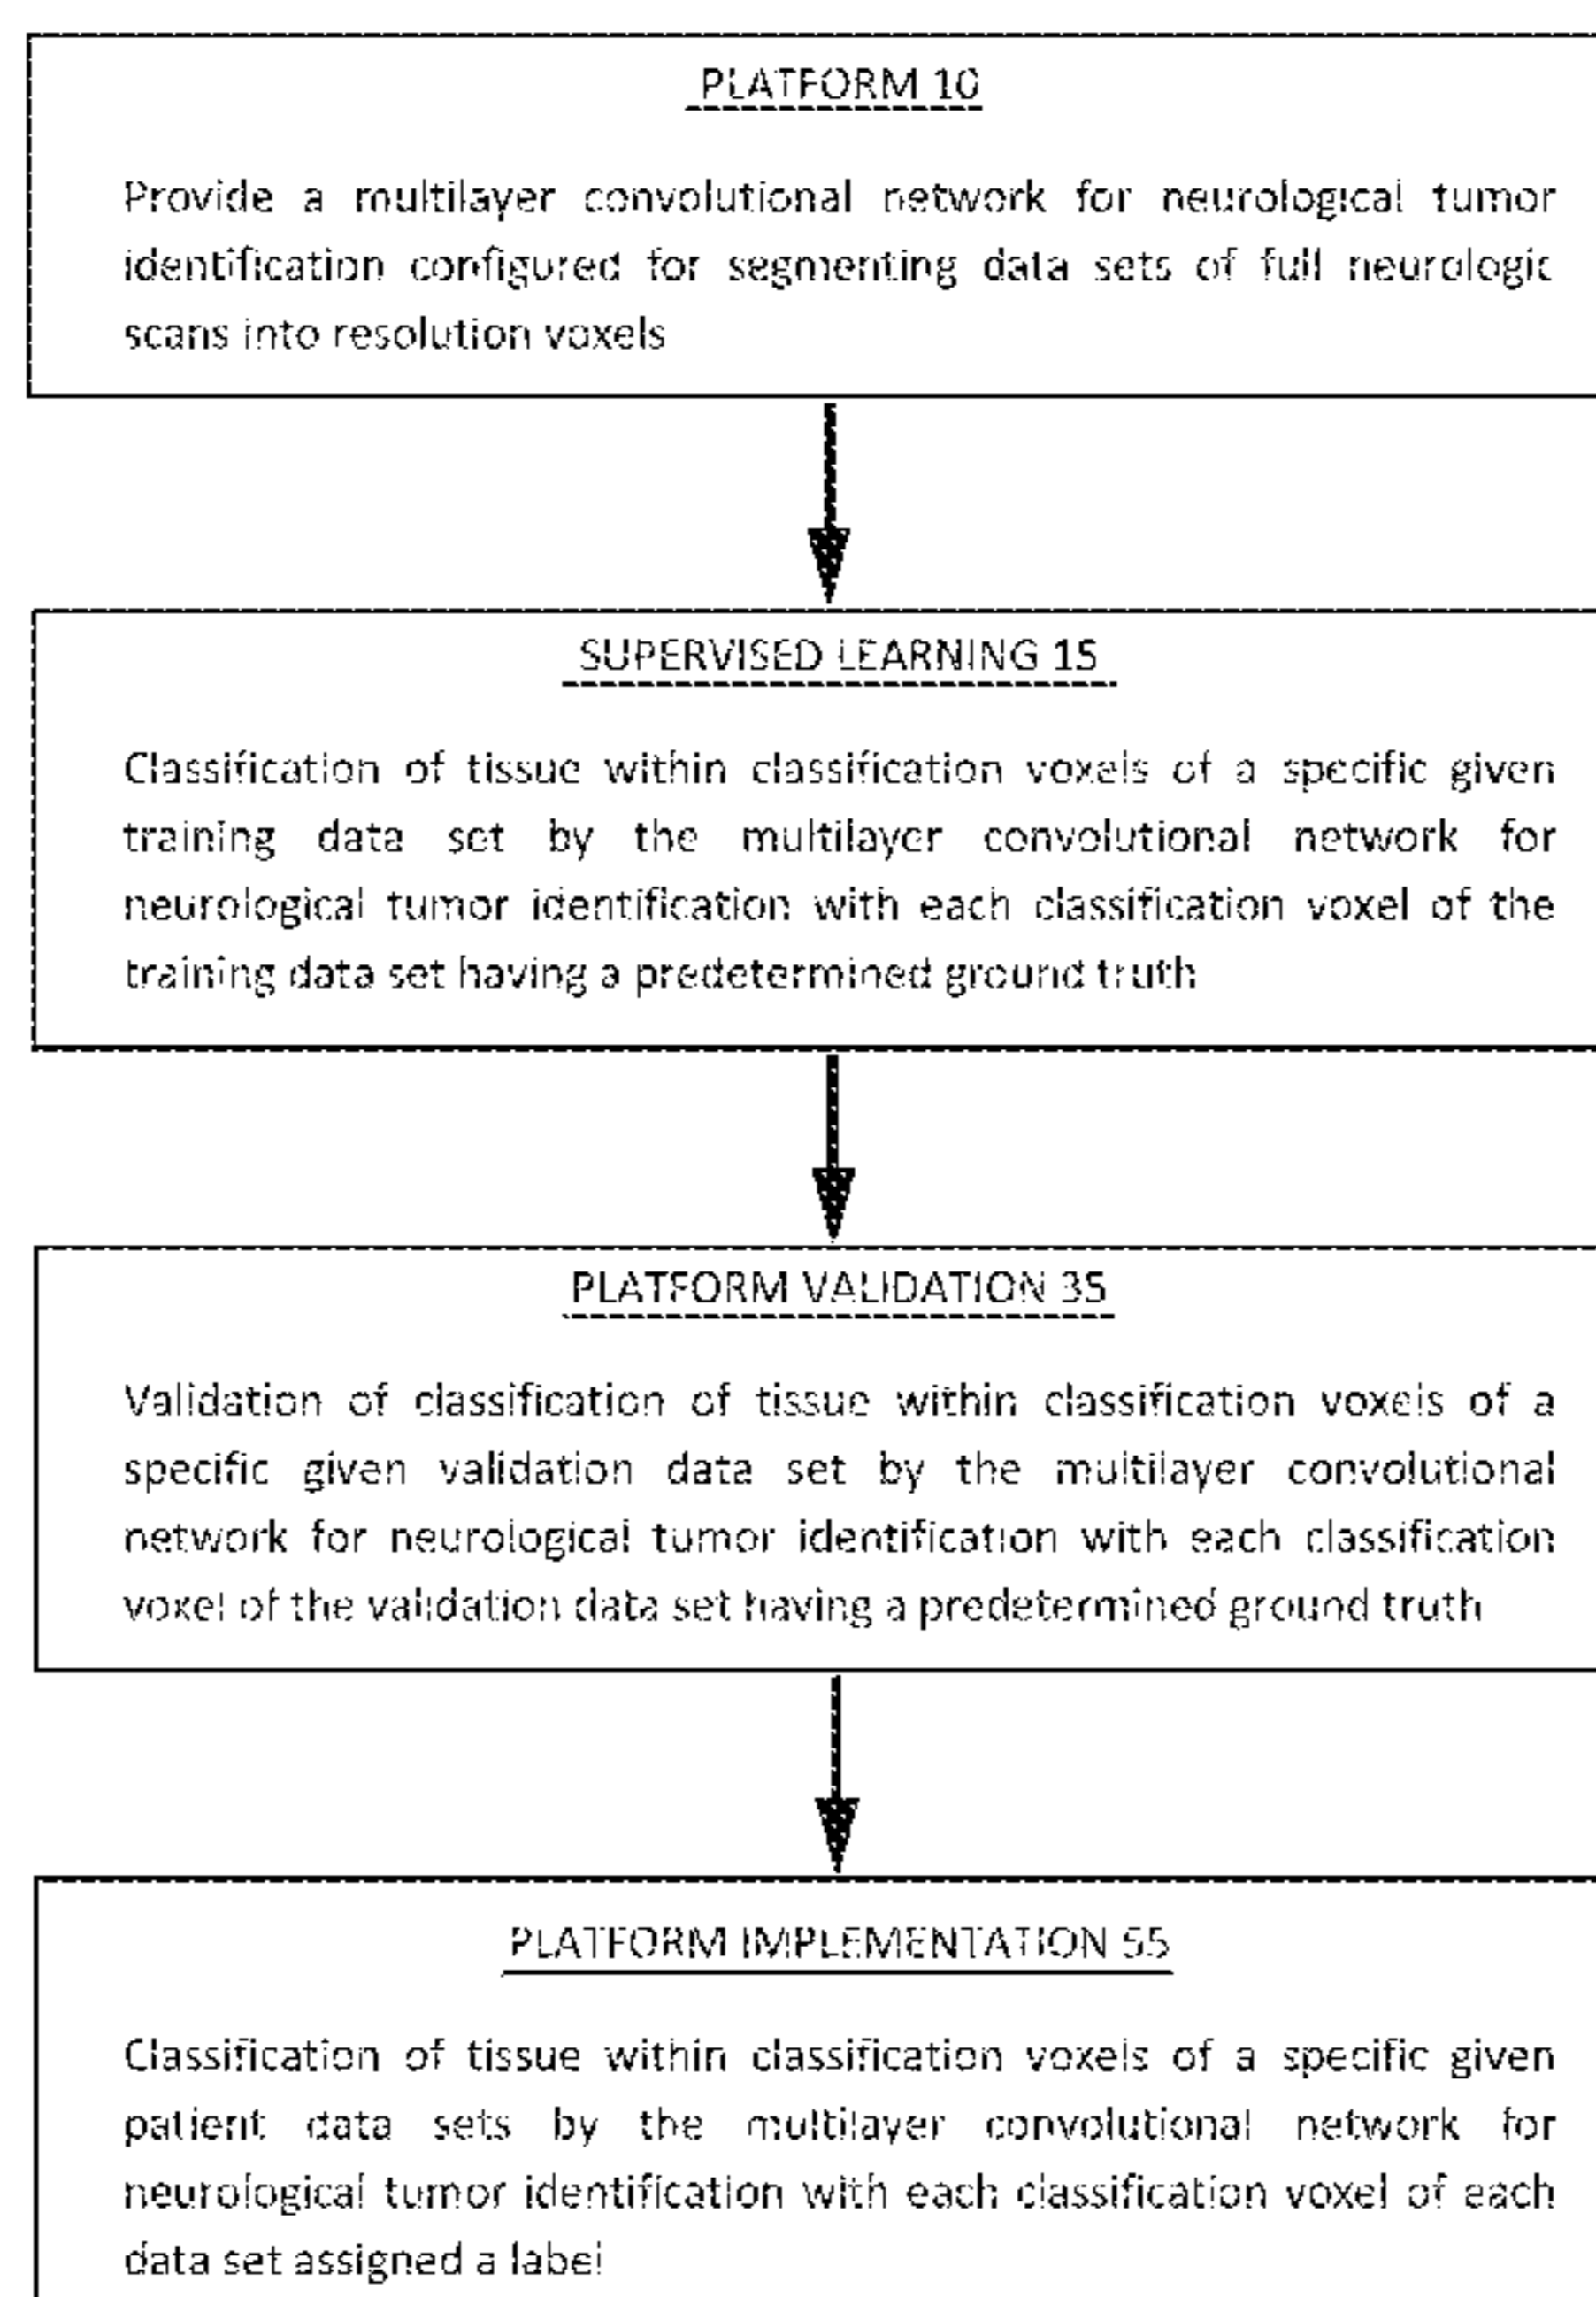 PLATFORM 10
Provide a multilayer convolutional network for neurological tumor
identification configured for segmenting data sets of full neurologic
scans into resolution voxels
SUPERVISED LEARNING 15
Classification of tissue within classification voxels of a specific given
training data set by the multilayer convolutional network for
neurological tumor identification with each classification voxel of the
training data set having a predetermined ground truth
PLATFORM VALIDATION 35
Validation of classification of tissue within classification voxels of a
specific given validation data set by the multilayer convolutional
network for neurological tumor identification with each classification
voxel of the validation data set having a predetermined ground truth
PLATFORM IMPLEMENTATION 55
Classification of tissue within classification voxels of a specific given
patient data sets by the multilayer convolutional network for
neurological tumor identification with each classification voxel of each
data set assigned a label